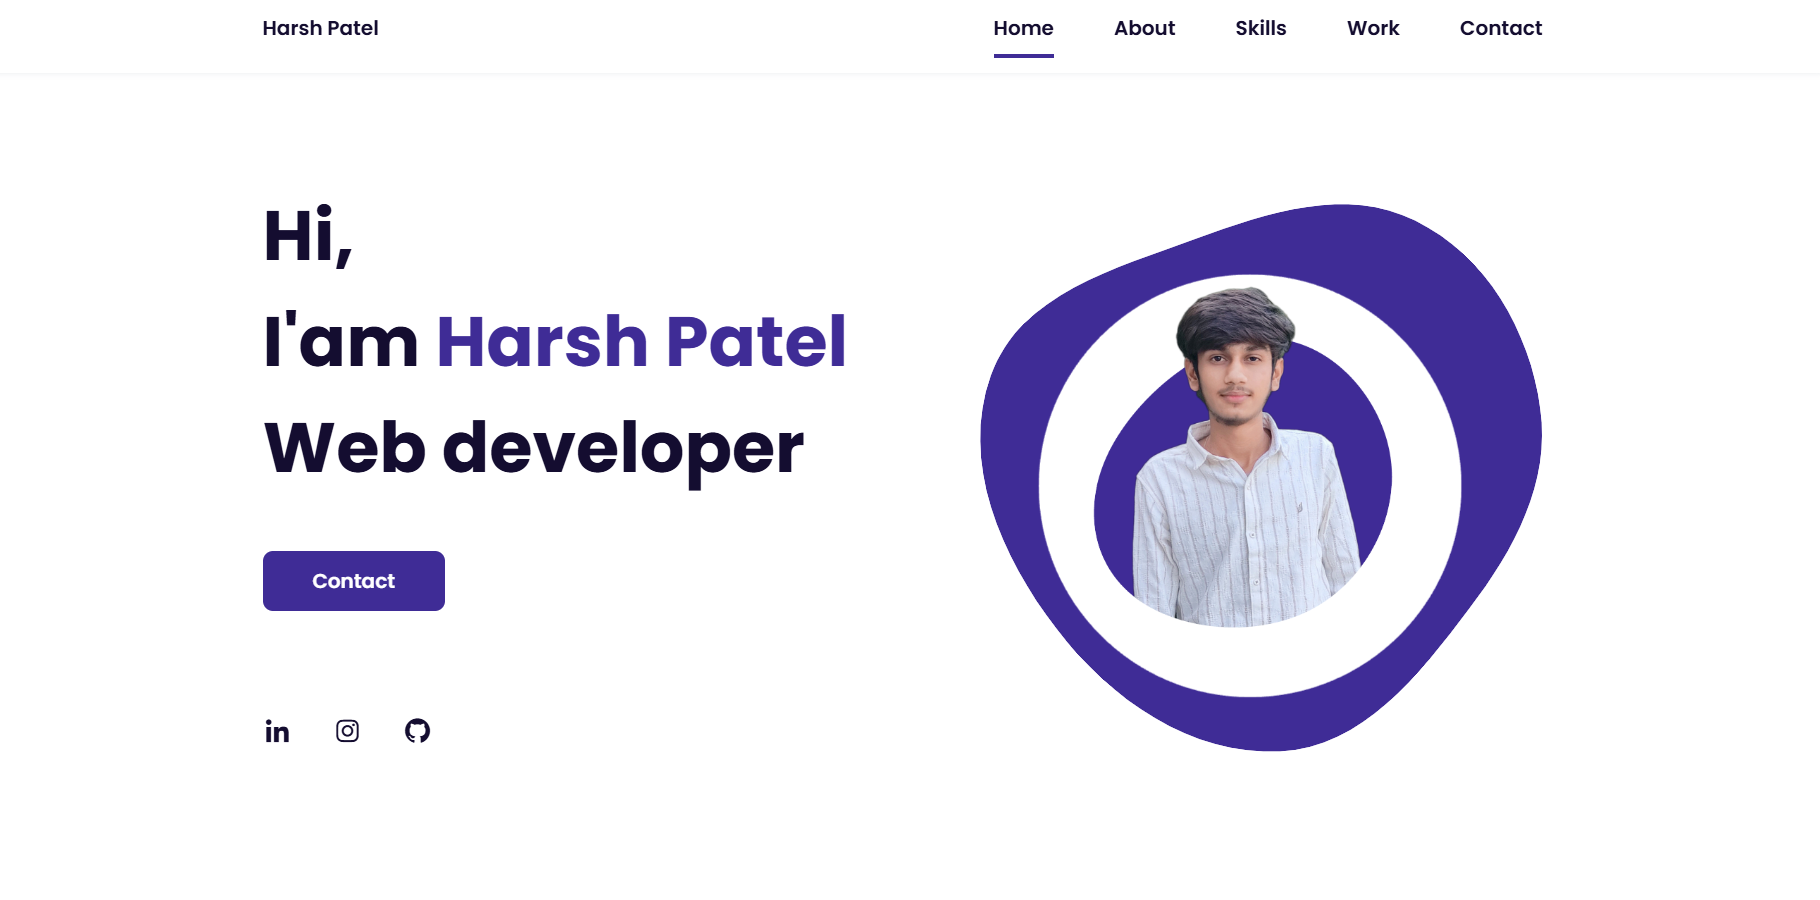 Harsh Patel
Home About Skills Work Contact
Hi,
I'am Harsh Patel
Web developer
Contact
in